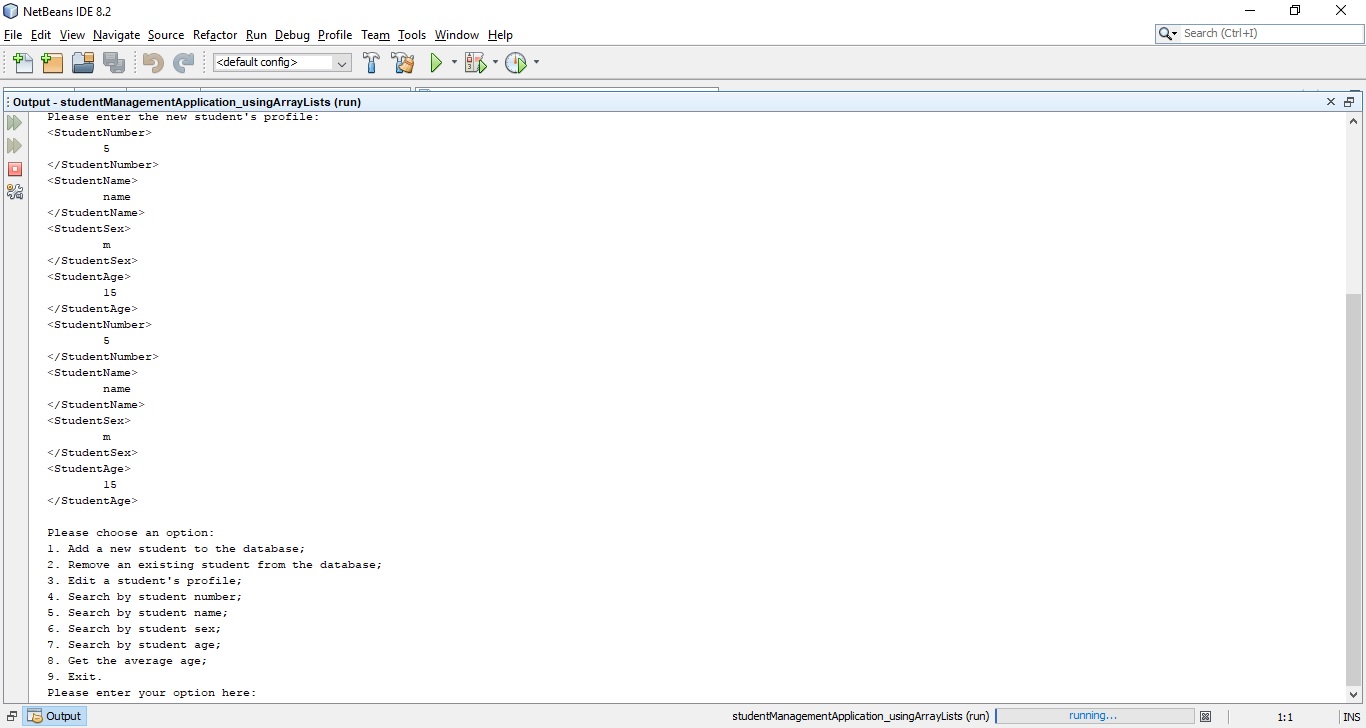 NetBeans IDE 8.2
File Edit View Navigate Source Refactor Run Debug Profile Team Tools Window Help
Search (Ctrl+I)
<default config>
Output - studentManagementApplication_usingArrayLists (run)
Please enter the new student's profile:
<StudentNumber>
5
</StudentNumber>
<StudentName>
name
</StudentName>
<StudentSex>
m
</StudentSex>
<StudentAge>
15
</StudentAge>
<StudentNumber>
5
</StudentNumber>
<StudentName>
name
</StudentName>
<StudentSex>
m
</StudentSex>
<StudentAge>
15
</StudentAge>
Please choose an option:
1. Add a new student to the database;
2. Remove an existing student from the database;
3. Edit a student's profile;
4. Search by student number;
5. Search by student name;
6. Search by student sex;
7. Search by student age;
8. Get the average age;
9. Exit.
Please enter your option here:
Output
studentManagementApplication_usingArrayLists (run)
running...
1:1
INS